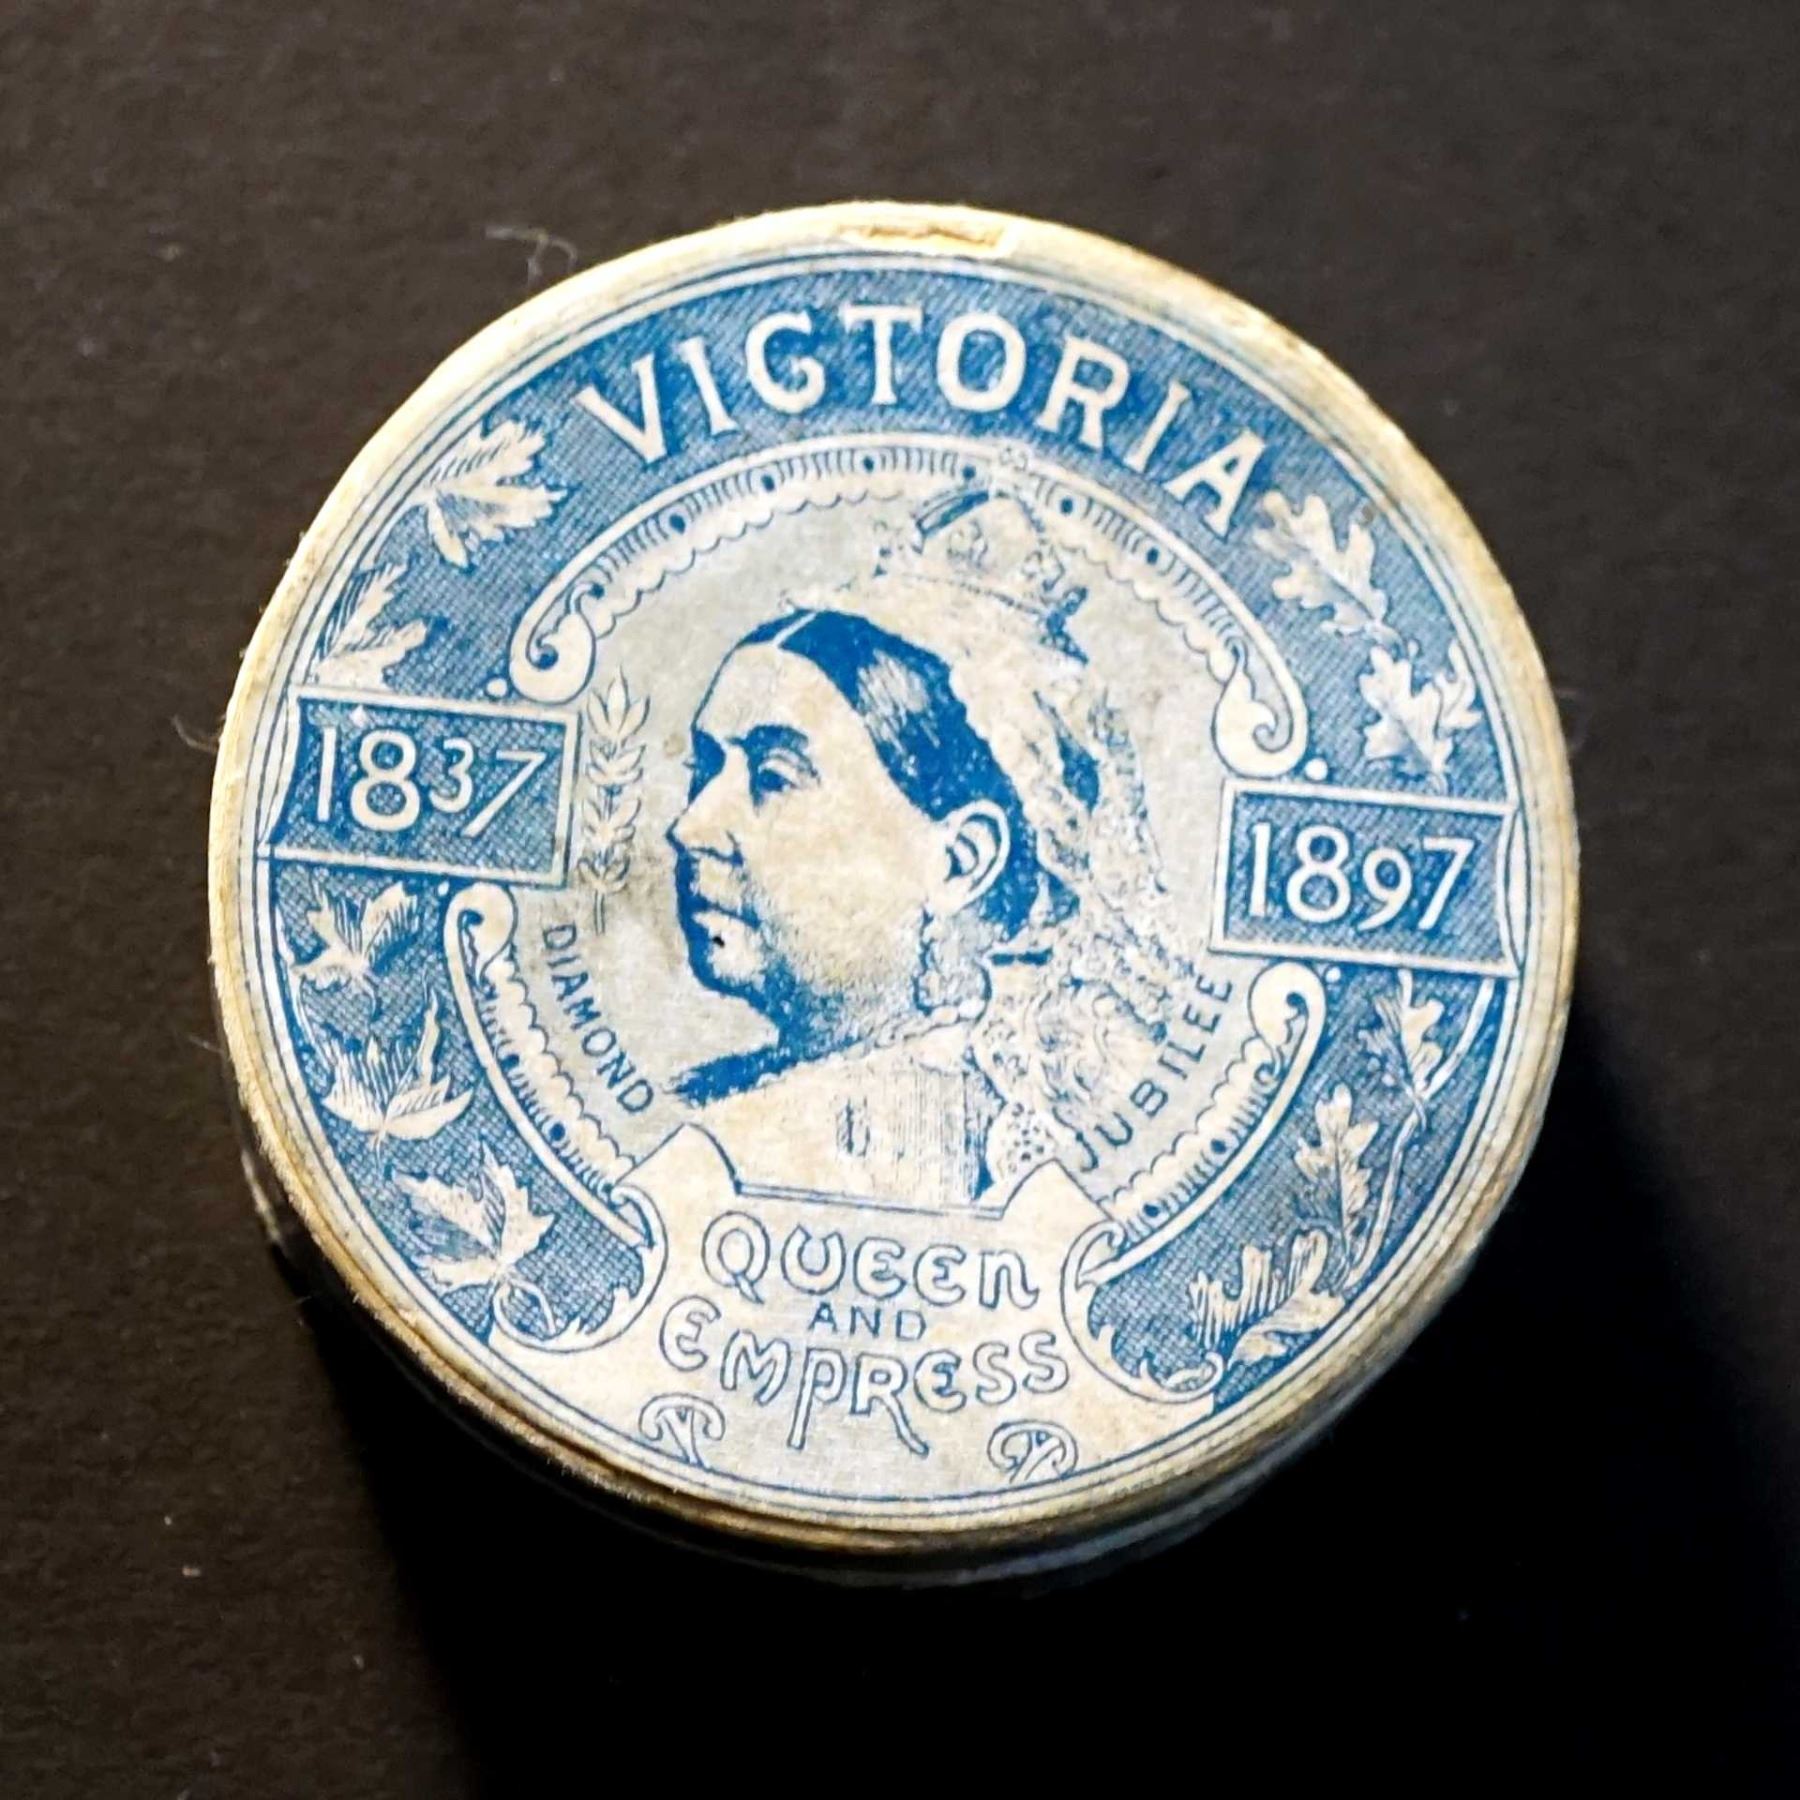 VICTORIA
1837
1897
DIAMOND
JUBILEE
QUEEN
AND
EMPRESS